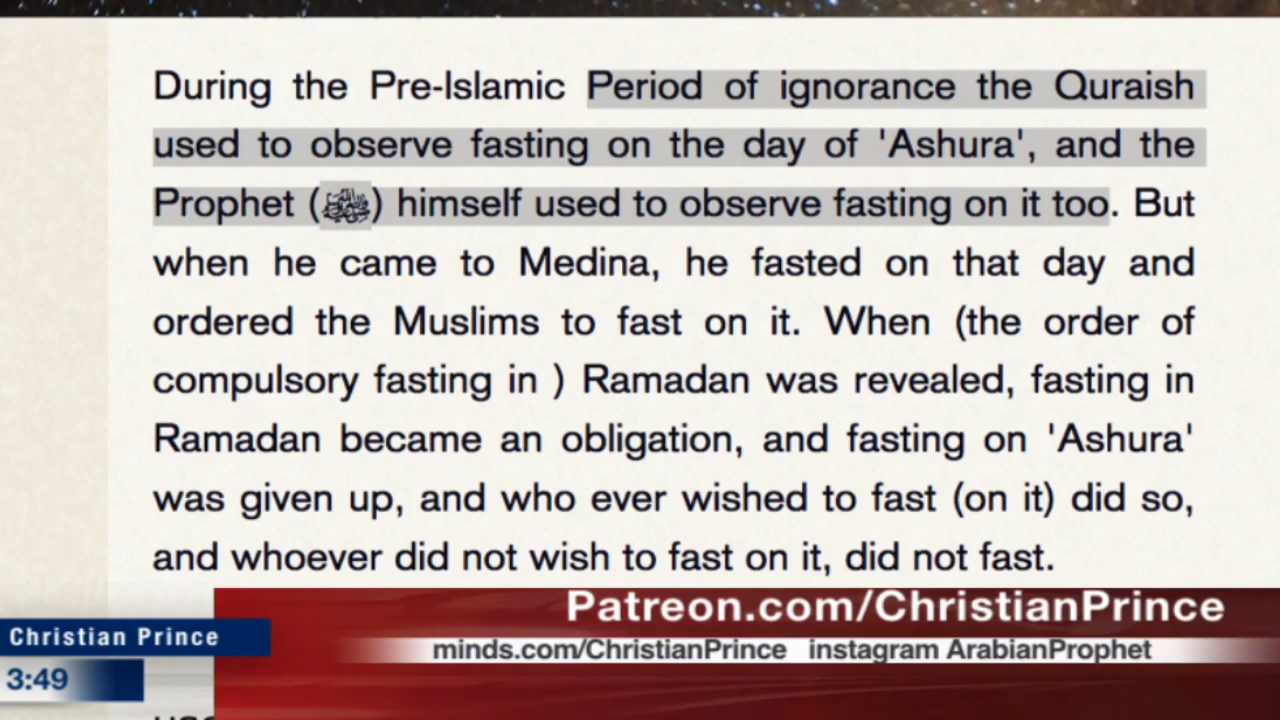 During the Pre-Islamic Period of ignorance the Quraish
used to observe fasting on the day of 'Ashura', and the
Prophet (ﷺ) himself used to observe fasting on it too. But
when he came to Medina, he fasted on that day and
ordered the Muslims to fast on it. When (the order of
compulsory fasting in ) Ramadan was revealed, fasting in
Ramadan became an obligation, and fasting on 'Ashura'
was given up, and who ever wished to fast (on it) did so,
and whoever did not wish to fast on it, did not fast.
Patreon.com/ChristianPrince
Christian Prince
minds.com/ChristianPrince instagram ArabianProphet
3:49